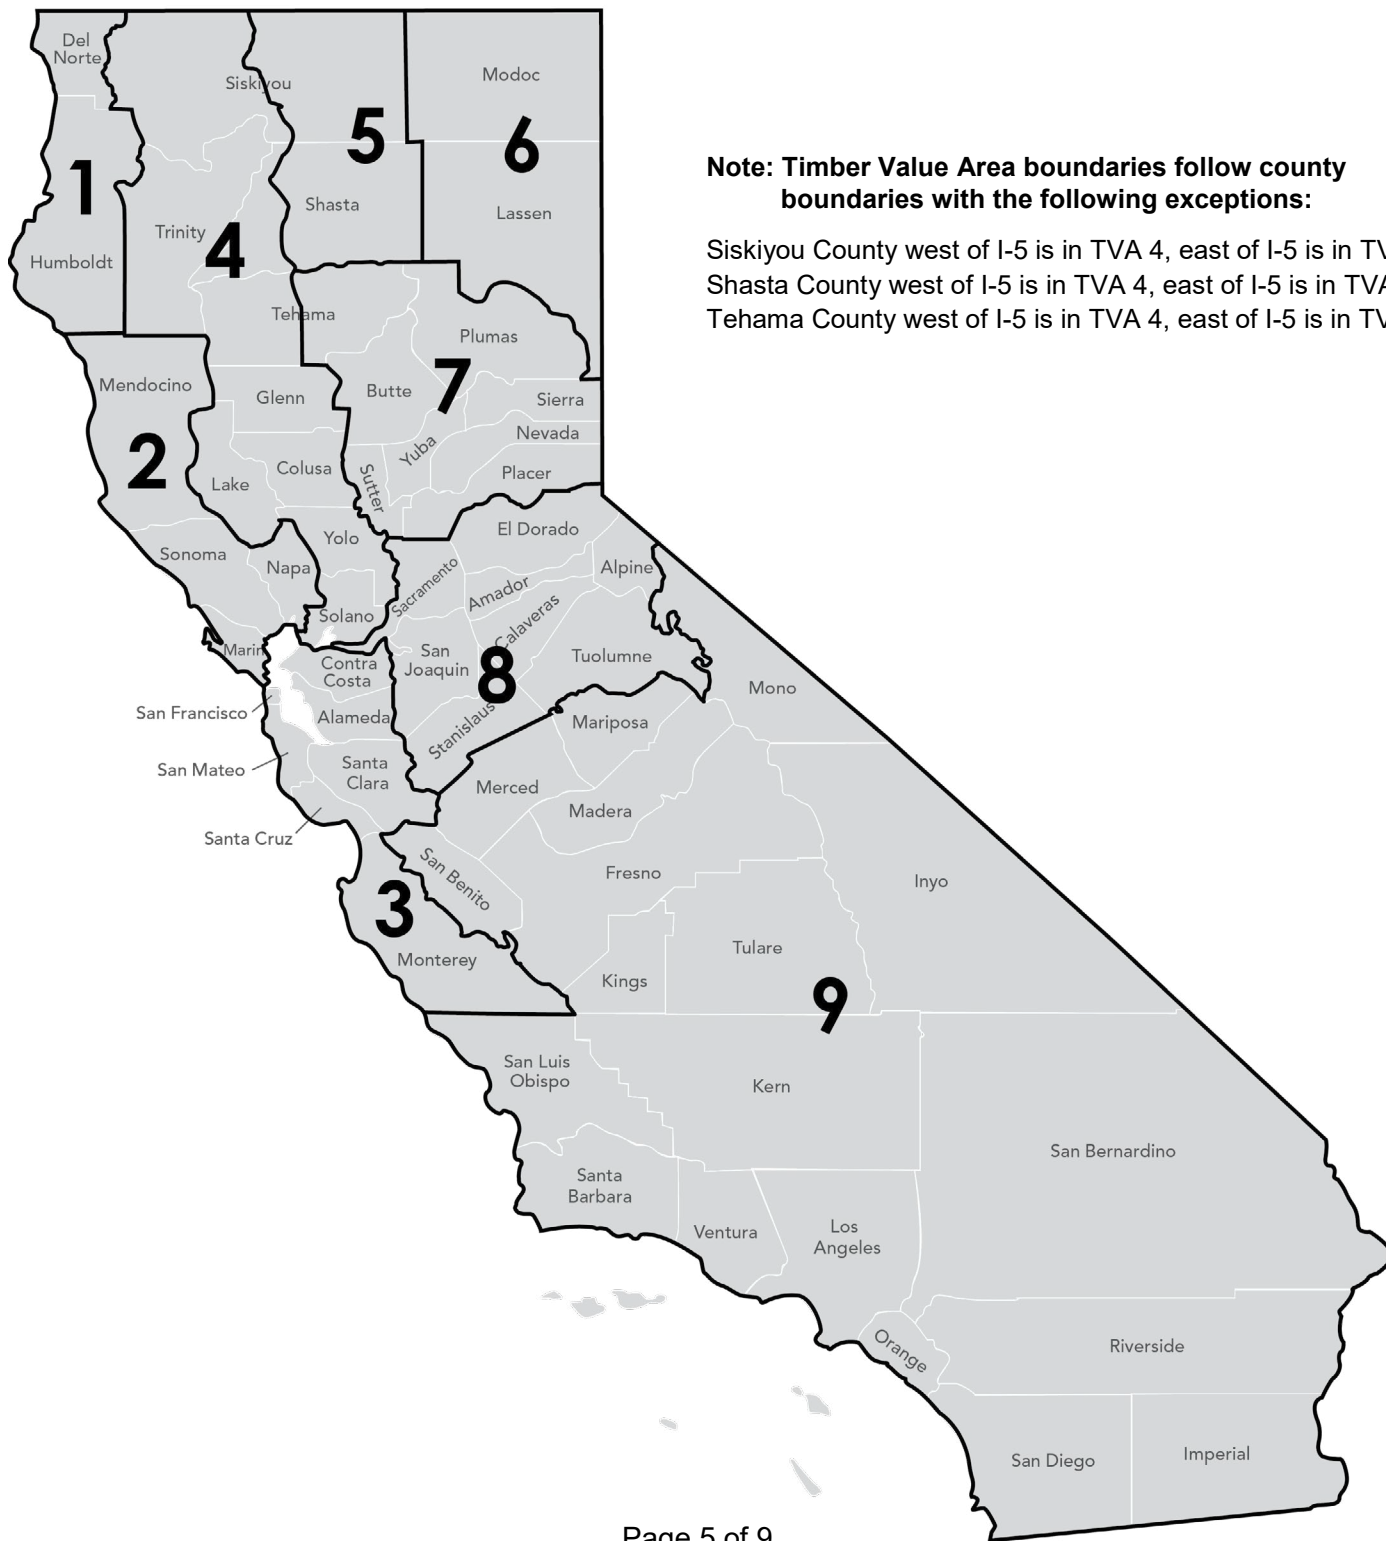 Del
Norte
Siskiyou
Modoc
5
6
1
Note: Timber Value Area boundaries follow county
boundaries with the following exceptions:
Shasta
Lassen
Trinity
4
Humboldt
Siskiyou County west of I-5 is in TVA 4, east of I-5 is in TV
Shasta County west of I-5 is in TVA 4, east of I-5 is in TVA
Tehama County west of I-5 is in TVA 4, east of I-5 is in TV
Tehama
Plumas
Mendocino
7
Butte
Glenn
Sierra
2
Nevada
Yuba
Colusa
Placer
Lake
Sutter
El Dorado
Yolo
Sonoma
Napa
Alpine
Sacramento
Amador
Solano
Calaveras
Marin
San
Joaquin
Tuolumne
Contra
Costa
8
Mono
San Francisco
Alameda
Stanislaus
Mariposa
San Mateo
Santa
Clara
Merced
Madera
Santa Cruz
San Benito
Fresno
Inyo
3
Tulare
Monterey
Kings
9
San Luis
Obispo
Kern
San Bernardino
Santa
Barbara
Ventura
Los
Angeles
Orange
Riverside
San Diego
Imperial
Page 5 of 9